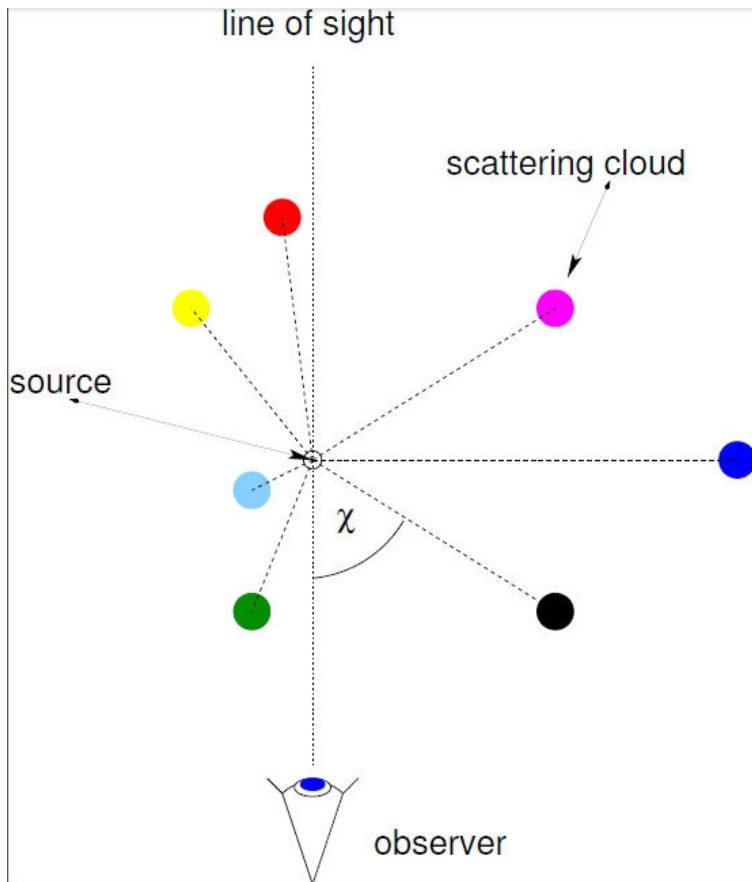 line of sight
scattering cloud
source
χ
observer